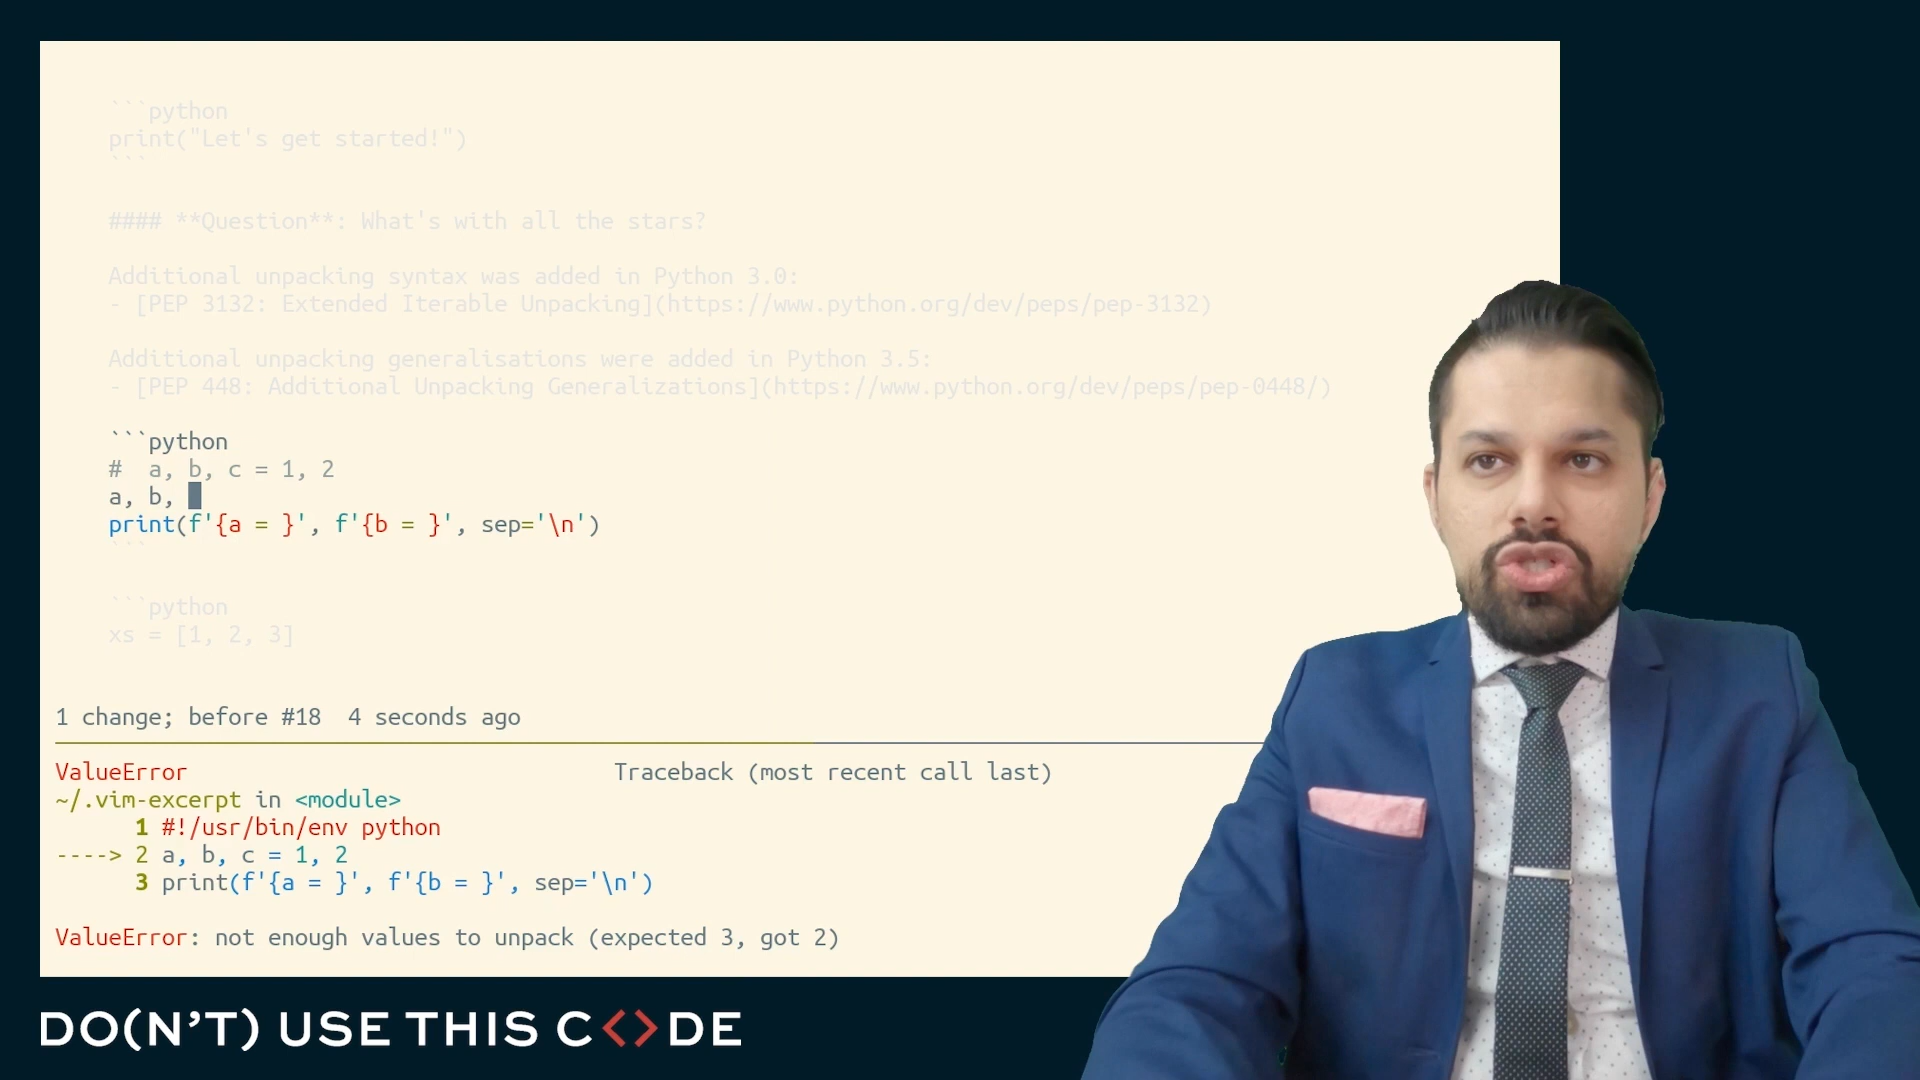 ```python
print("Let's get started!")
```
#### **Question**: What's with all the stars?
Additional unpacking syntax was added in Python 3.0:
- [PEP 3132: Extended Iterable Unpacking](https://www.python.org/dev/peps/pep-3132)
Additional unpacking generalisations were added in Python 3.5:
- [PEP 448: Additional Unpacking Generalizations](https://www.python.org/dev/peps/pep-0448/)
```python
#  a, b, c = 1, 2
a, b,
print(f'{a = }', f'{b = }', sep='\n')
```
```python
xs = [1, 2, 3]
1 change; before #18  4 seconds ago
ValueError Traceback (most recent call last)
~/.vim-excerpt in <module>
1 #!/usr/bin/env python
----> 2 a, b, c = 1, 2
3 print(f'{a = }', f'{b = }', sep='\n')
ValueError: not enough values to unpack (expected 3, got 2)
DO(N'T) USE THIS C<>DE